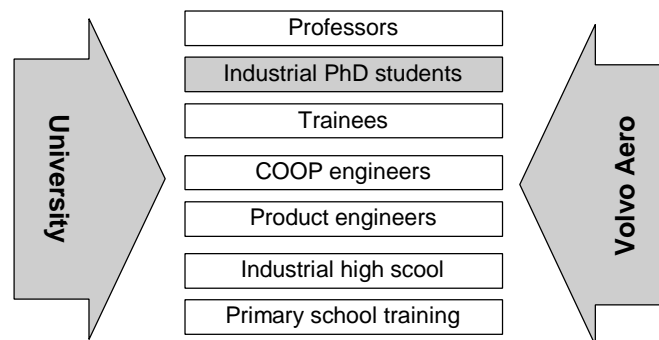 Professors
Industrial PhD students
Trainees
COOP engineers
Product engineers
Industrial high scool
Primary school training
University
Volvo Aero